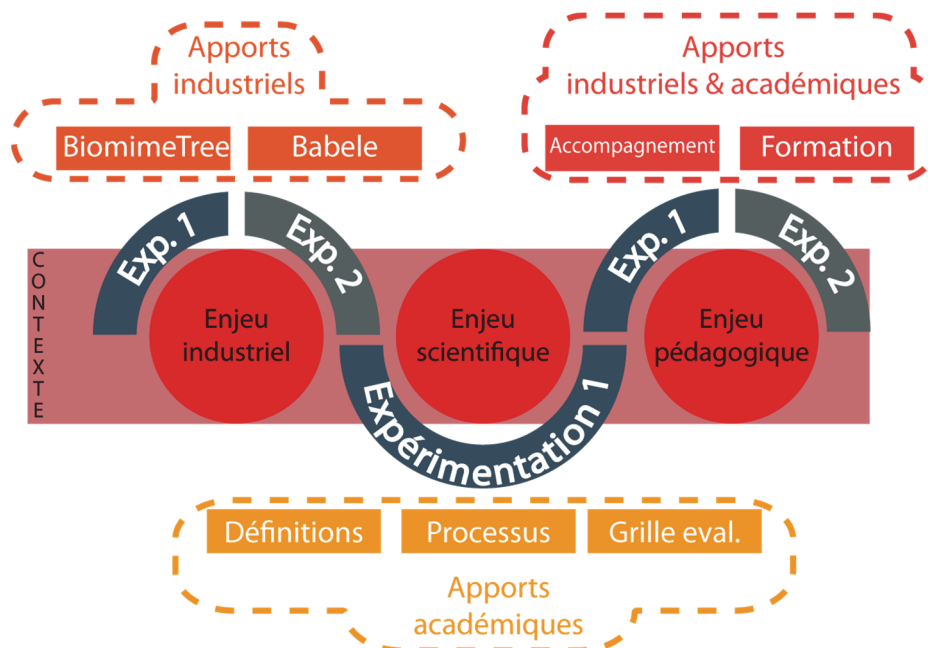 Apports
industriels
BiomimeTree
Babele
Apports
industriels & académiques
Accompagnement
Formation
Exp. 1
Exp. 2
Exp. 1
Exp. 2
CONTEXTE
Enjeu
industriel
Enjeu
scientifique
Enjeu
pédagogique
Expérimentation 1
Définitions
Processus
Grille eval.
Apports
académiques